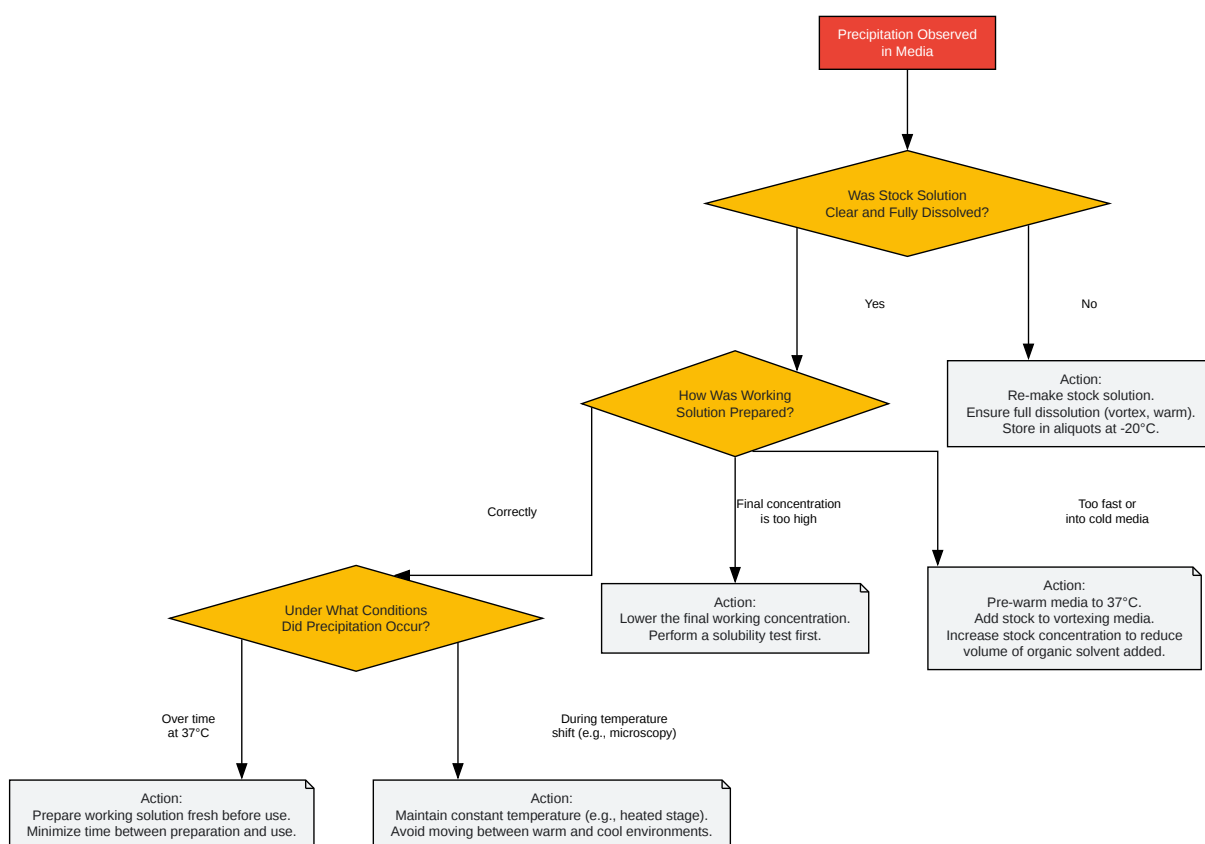 Precipitation Observed
in Media
Was Stock Solution
Clear and Fully Dissolved?
Yes
No
How Was Working
Solution Prepared?
Action:
Re-make stock solution.
Ensure full dissolution (vortex, warm).
Store in aliquots at -20°C.
Correctly
Final concentration
is too high
Too fast or
into cold media
Under What Conditions
Did Precipitation Occur?
Action:
Lower the final working concentration.
Perform a solubility test first.
Action:
Pre-warm media to 37°C.
Add stock to vortexing media.
Increase stock concentration to reduce
volume of organic solvent added.
Over time
at 37°C
During temperature
shift (e.g., microscopy)
Action:
Prepare working solution fresh before use.
Minimize time between preparation and use.
Action:
Maintain constant temperature (e.g., heated stage).
Avoid moving between warm and cool environments.